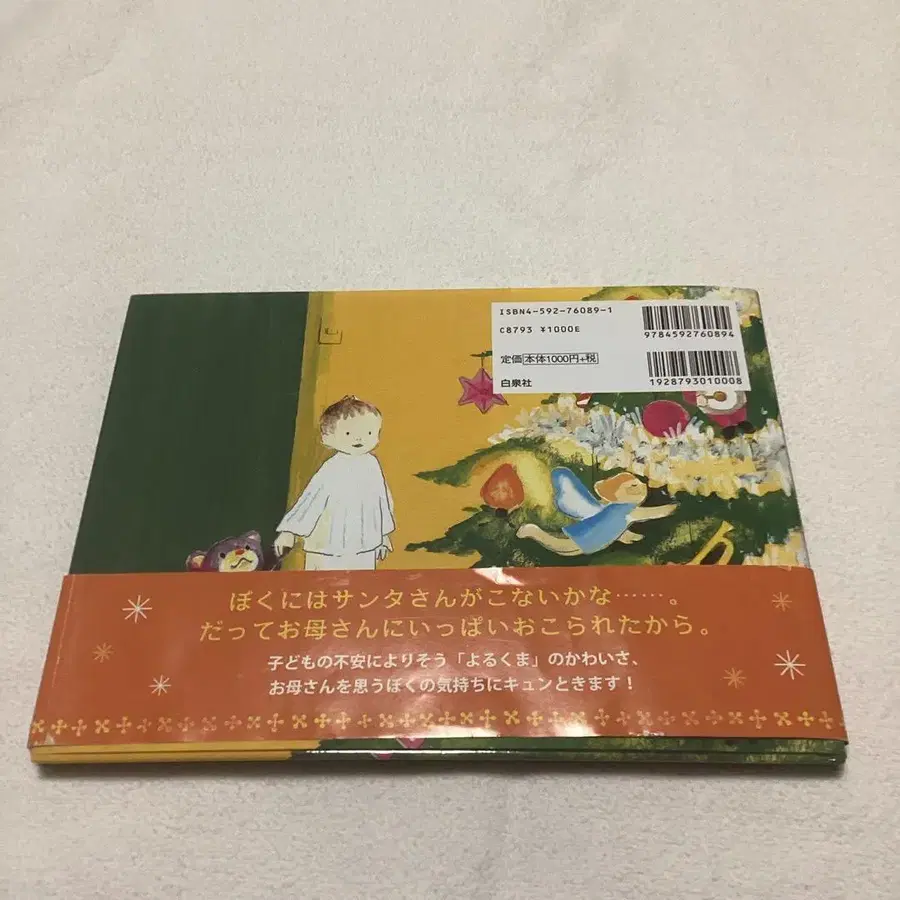 ISBN4-592-76089-1
C8793 ¥1000E
定価 本体1000円+税
白泉社
9784592760894
1928793010008
ぼくにはサンタさんがこないかな……。
だってお母さんにいっぱいおこられたから。
子どもの不安によりそう「よるくま」のかわいさ、
お母さんを思うぼくの気持ちにキュンときます!